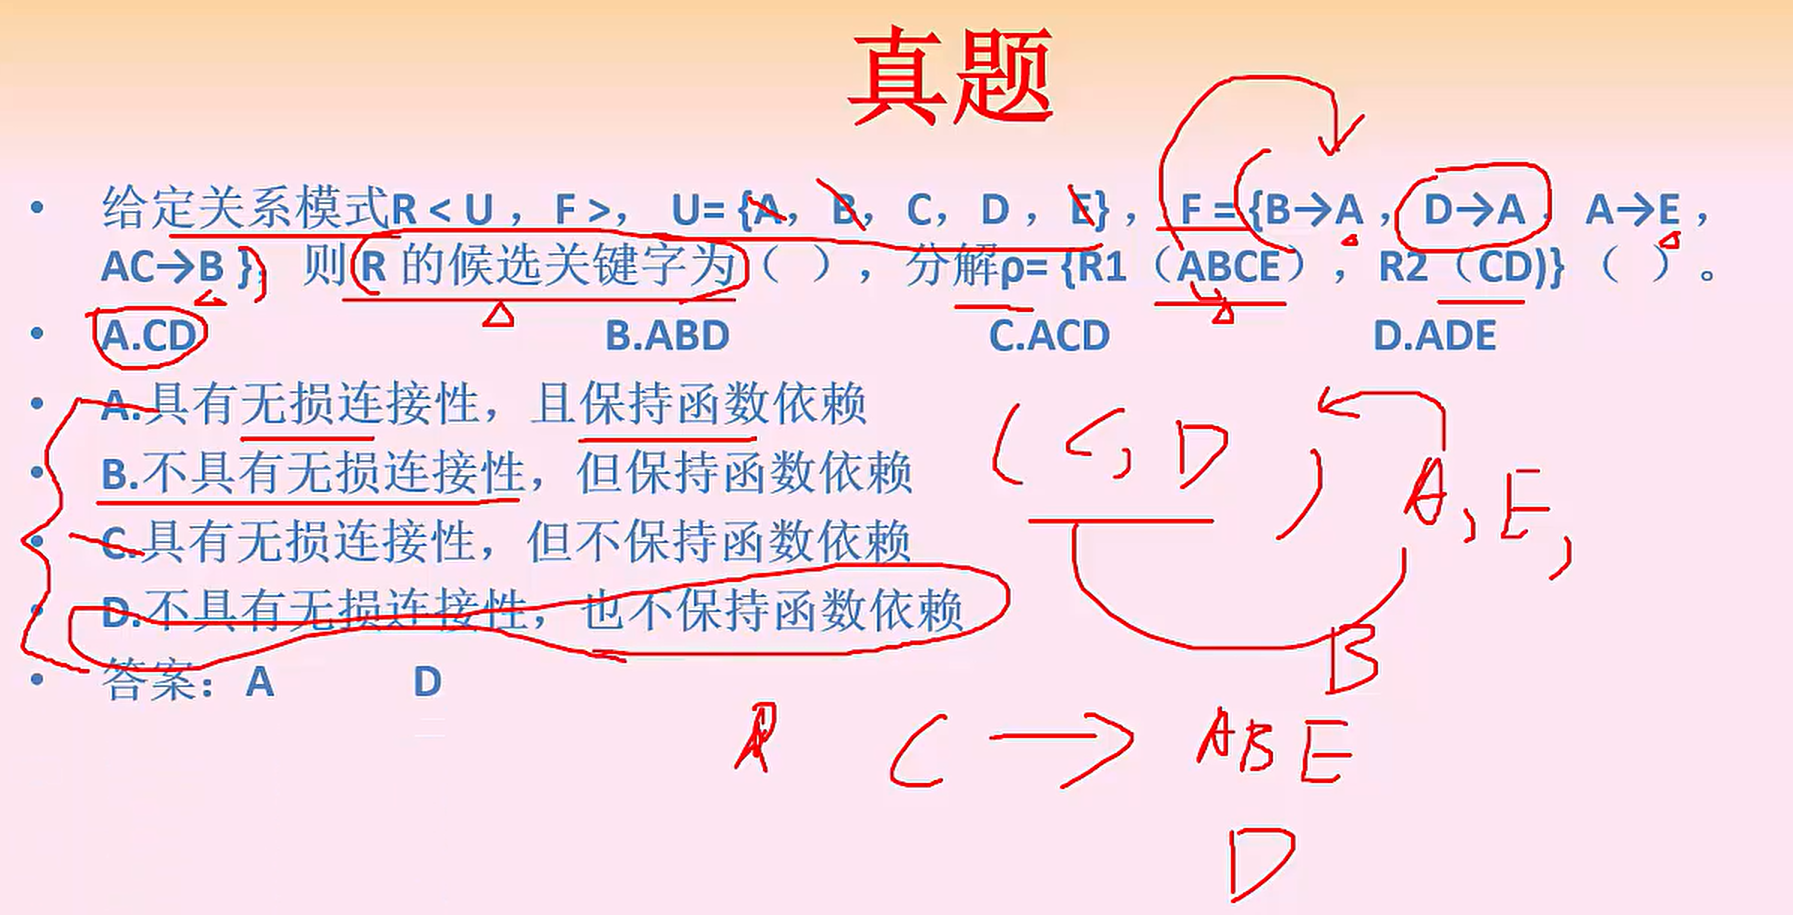 真题
• 给定关系模式R < U ，F >， U= {A，B，C，D，E}， F = {B→A，D→A，A→E，
AC→B }，则 R 的候选关键字为（ ），分解ρ= {R1（ABCE），R2（CD)}（ ）。
• A.CD B.ABD C.ACD D.ADE
• A.具有无损连接性，且保持函数依赖
• B.不具有无损连接性，但保持函数依赖
• C.具有无损连接性，但不保持函数依赖
• D.不具有无损连接性，也不保持函数依赖
• 答案：A D
(C, D ) A, E,
B
C → ABE
D